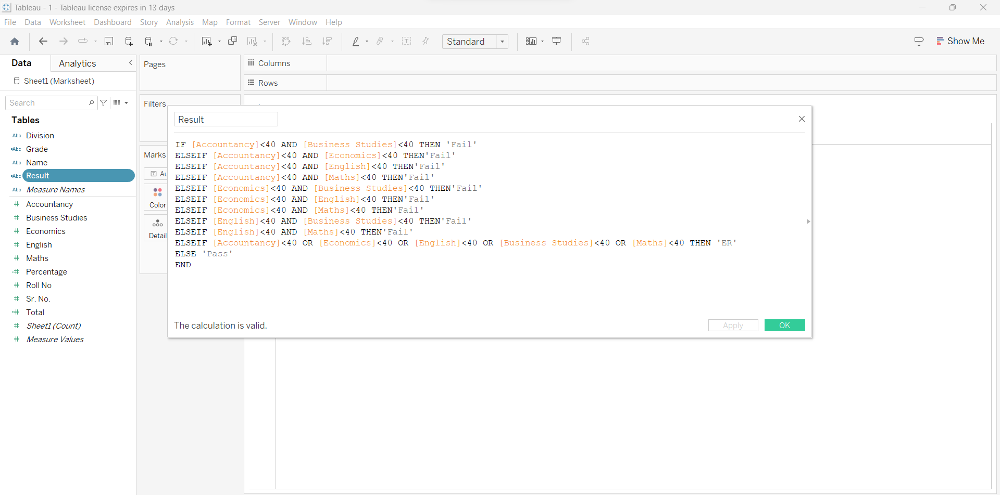 Tableau - 1 - Tableau license expires in 13 days
File Data Worksheet Dashboard Story Analysis Map Format Server Window Help
Standard
Show Me
Data Analytics
Sheet1 (Marksheet)
Search
Tables
Abc Division
=Abc Grade
Abc Name
=Abc Result
Abc Measure Names
# Accountancy
# Business Studies
# Economics
# English
# Maths
=# Percentage
# Roll No
# Sr. No.
=# Total
# Sheet1 (Count)
# Measure Values
Pages
Filters
Marks
Color
Detail
Columns
Rows
Result
IF [Accountancy]<40 AND [Business Studies]<40 THEN 'Fail'
ELSEIF [Accountancy]<40 AND [Economics]<40 THEN'Fail'
ELSEIF [Accountancy]<40 AND [English]<40 THEN'Fail'
ELSEIF [Accountancy]<40 AND [Maths]<40 THEN'Fail'
ELSEIF [Economics]<40 AND [Business Studies]<40 THEN'Fail'
ELSEIF [Economics]<40 AND [English]<40 THEN'Fail'
ELSEIF [Economics]<40 AND [Maths]<40 THEN'Fail'
ELSEIF [English]<40 AND [Business Studies]<40 THEN'Fail'
ELSEIF [English]<40 AND [Maths]<40 THEN'Fail'
ELSEIF [Accountancy]<40 OR [Economics]<40 OR [English]<40 OR [Business Studies]<40 OR [Maths]<40 THEN 'ER'
ELSE 'Pass'
END
The calculation is valid.
Apply
OK